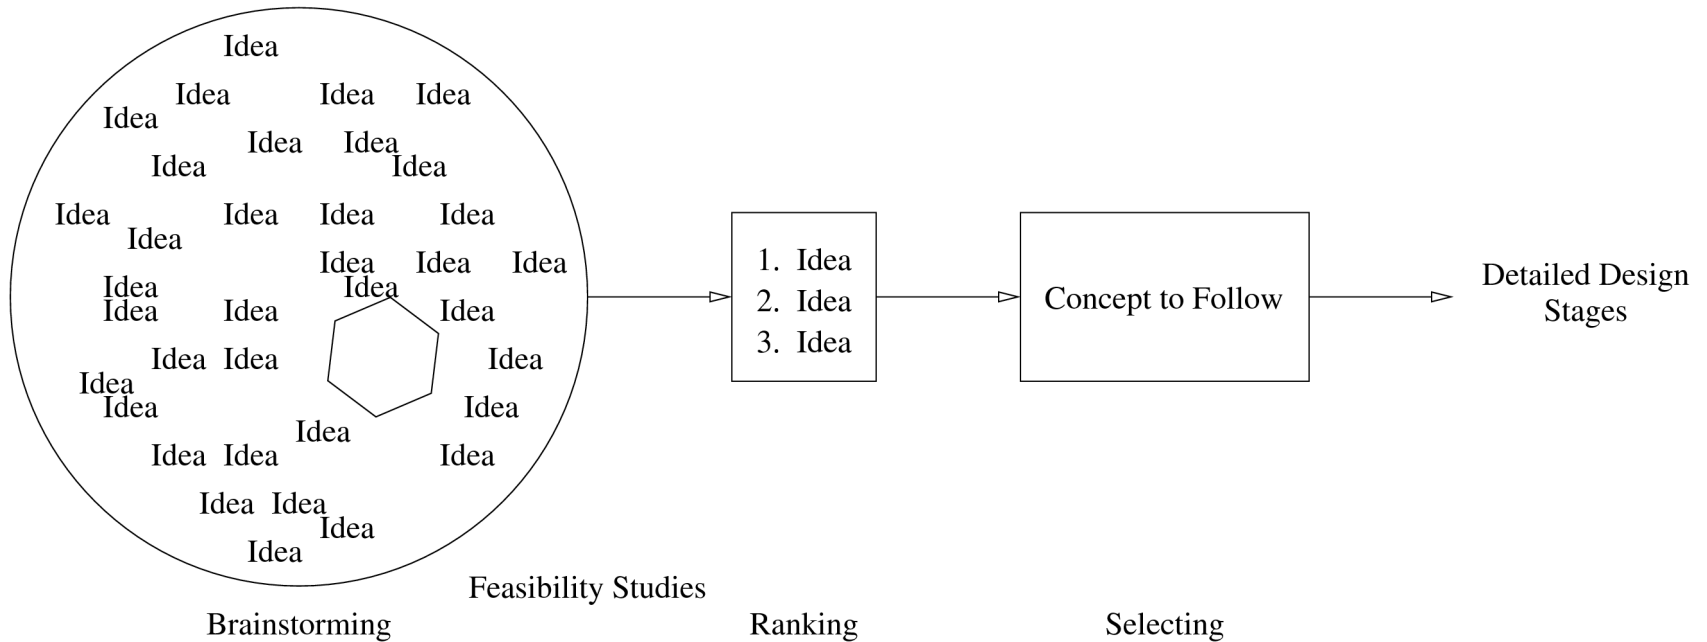 Idea
Idea Idea Idea
Idea
Idea Idea
Idea Idea
Idea Idea Idea Idea
Idea
Idea Idea Idea
Idea Idea
Idea Idea Idea
Idea Idea Idea
Idea
Idea Idea
Idea
Idea Idea Idea
Idea Idea
Idea
Idea
1. Idea
2. Idea
3. Idea
Concept to Follow
Detailed Design
Stages
Feasibility Studies
Brainstorming Ranking Selecting